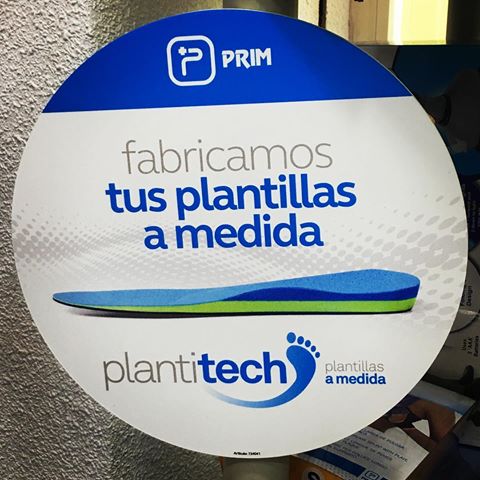 PRIM
fabricamos
tus plantillas
a medida
plantitech
plantillas
a medida